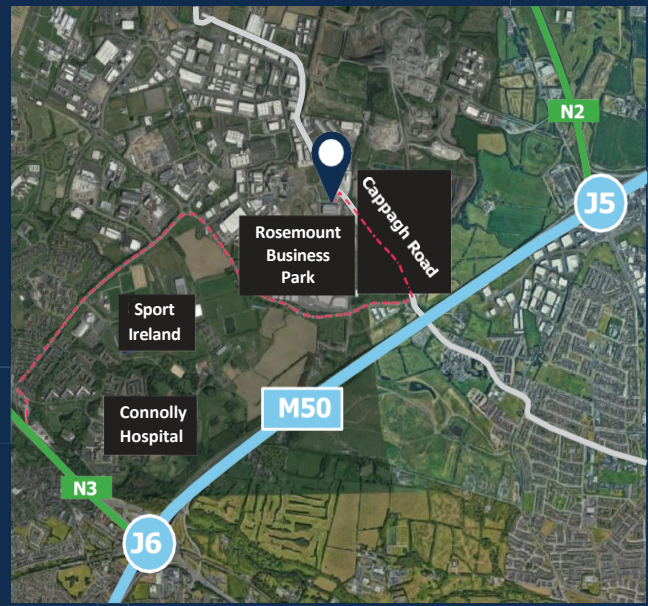 N2
J5
Cappagh Road
Rosemount
Business
Park
Sport
Ireland
M50
Connolly
Hospital
N3
J6